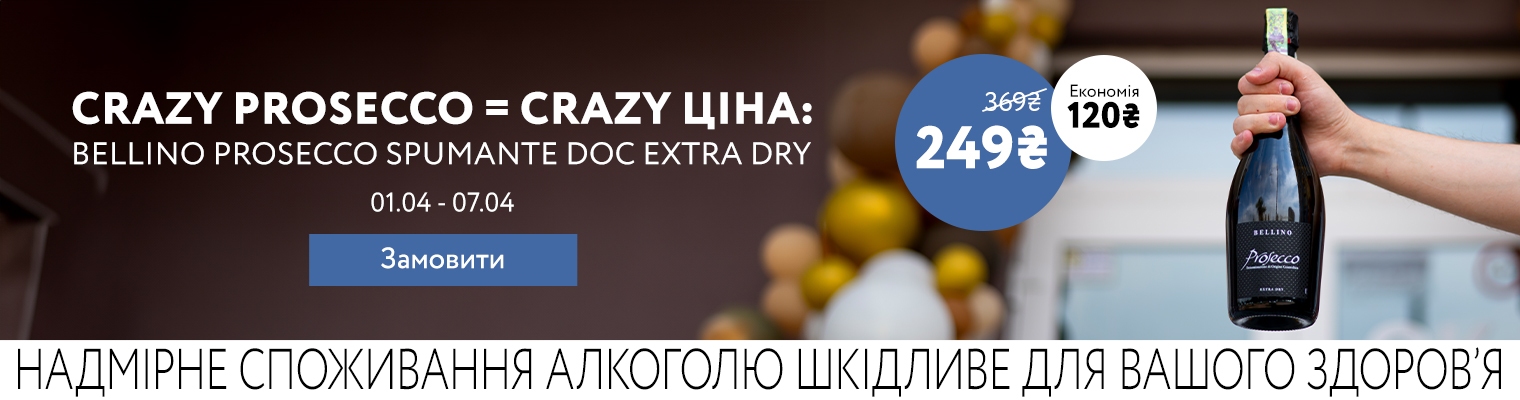 CRAZY PROSECCO = CRAZY ЦІНА:
BELLINO PROSECCO SPUMANTE DOC EXTRA DRY
01.04 - 07.04
Замовити
369₴
249₴
Економія
120₴
BELLINO
Prosecco
EXTRA DRY
НАДМІРНЕ СПОЖИВАННЯ АЛКОГОЛЮ ШКІДЛИВЕ ДЛЯ ВАШОГО ЗДОРОВ’Я